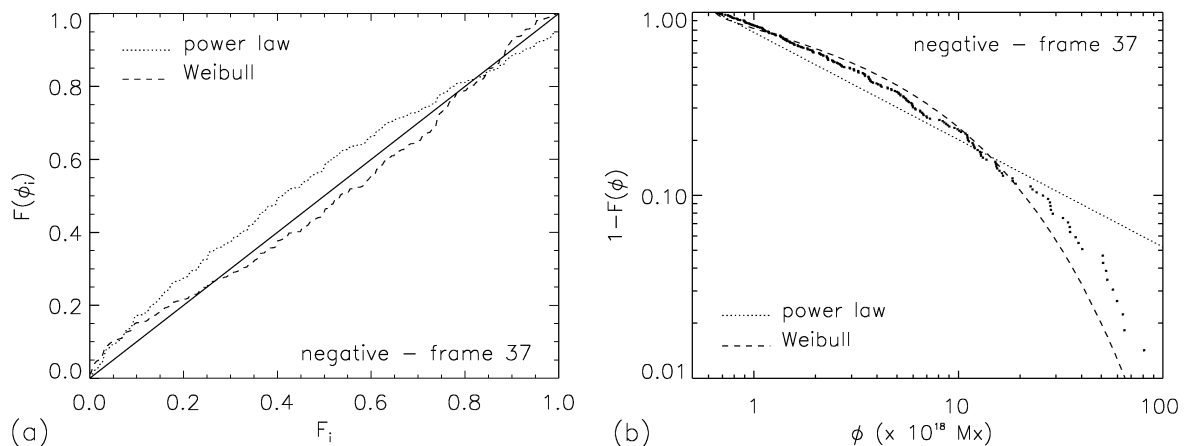 1.0
0.8
0.6
0.4
0.2
0.0
F(ϕᵢ)
power law
Weibull
negative – frame 37
0.0
0.2
0.4
0.6
0.8
1.0
Fᵢ
(a)
1.00
0.10
0.01
1–F(ϕ)
negative – frame 37
power law
Weibull
1
10
100
ϕ (x 10¹⁸ Mx)
(b)